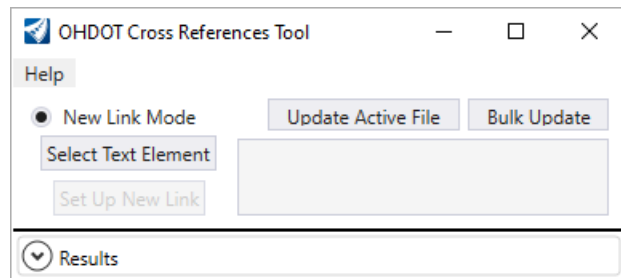 OHDOT Cross References Tool
Help
New Link Mode Update Active File Bulk Update
Select Text Element
Set Up New Link
Results